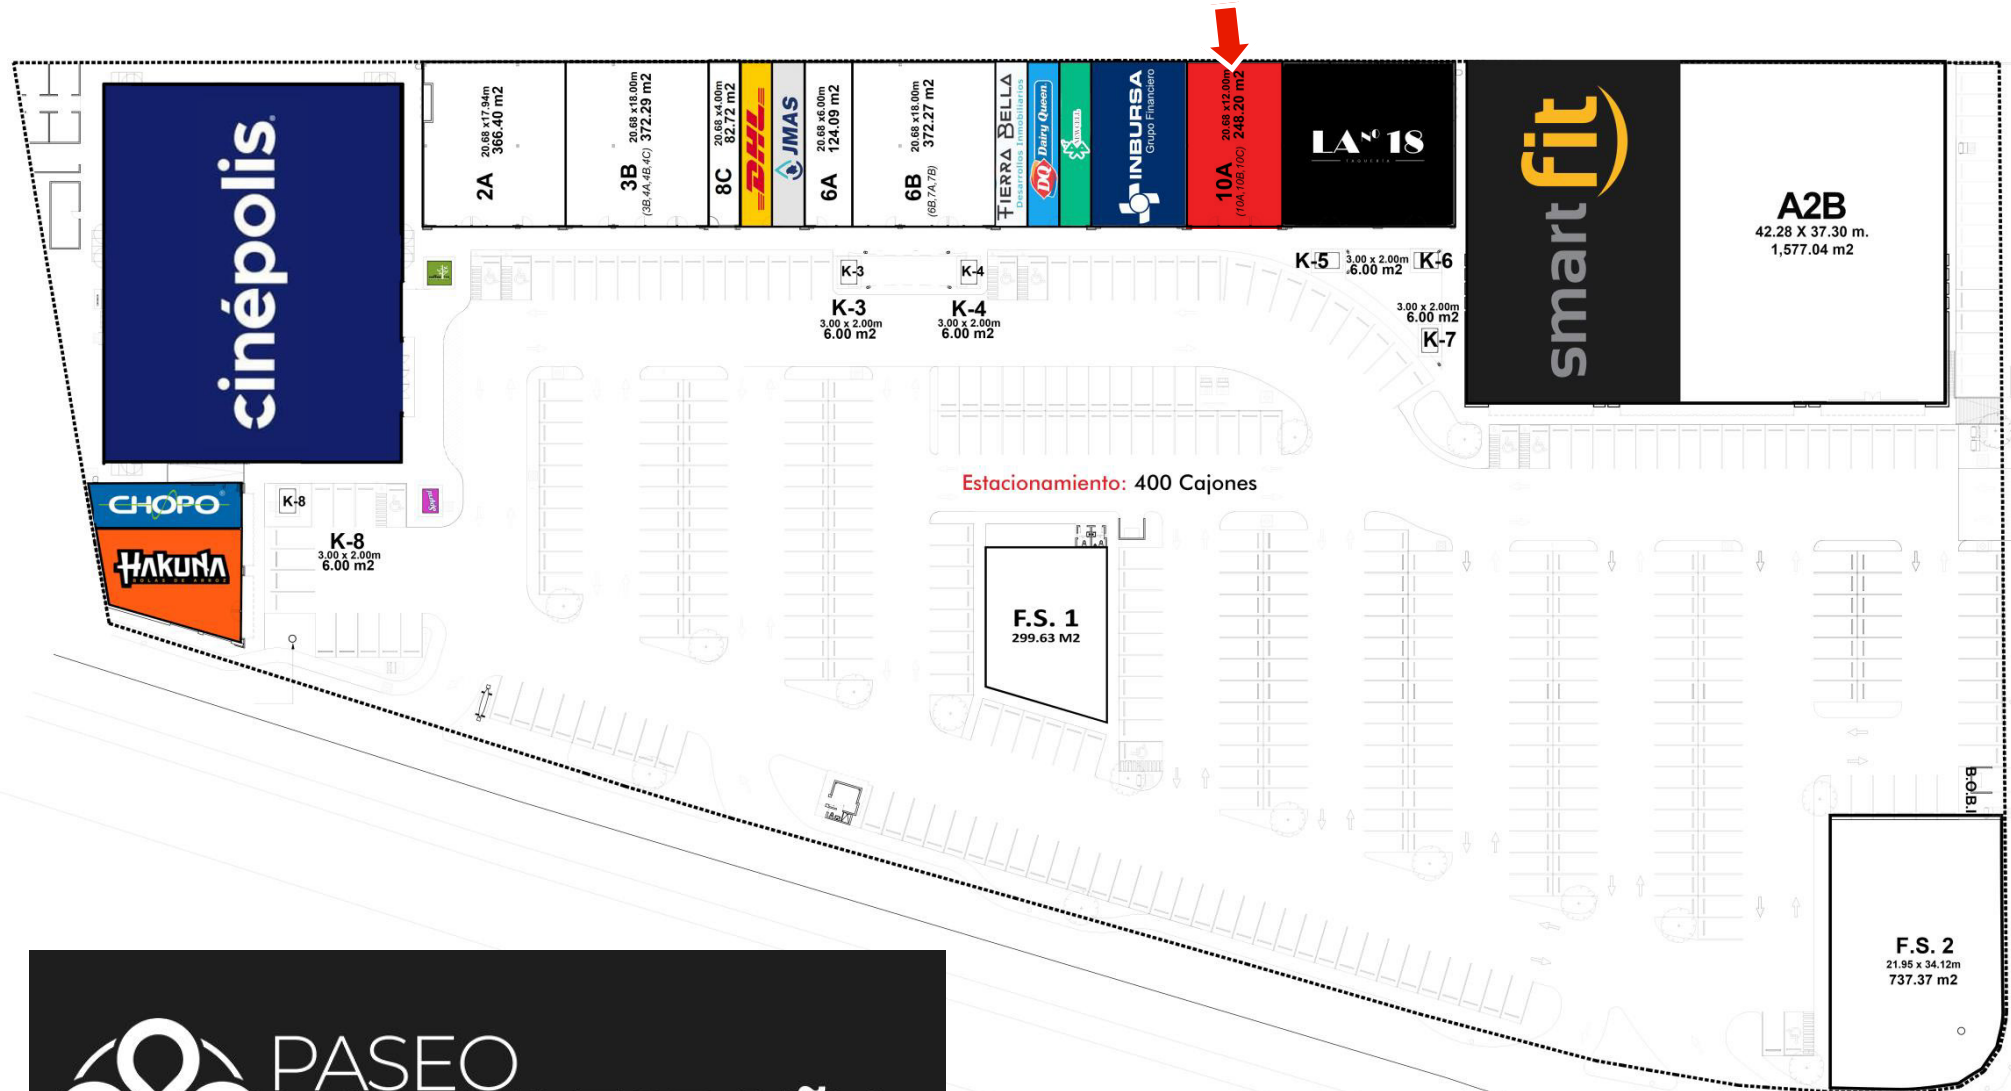 cinépolis.
2A
20.68 x17.94m
366.40 m2
3B
(3B,4A,4B,4C)
20.68 x18.00m
372.29 m2
8C
20.68 x4.00m
82.72 m2
DHL
JMAS
6A
20.68 x6.00m
124.09 m2
6B
(6B,7A,7B)
20.68 x18.00m
372.27 m2
TIERRA BELLA
Desarrollos Inmobiliarios
DQ Dairy Queen.
INBURSA
Grupo Financiero
10A
(10A,10B,10C)
20.68 x12.00m
248.20 m2
LA Nº 18
TAQUERÍA
smart fit
A2B
42.28 X 37.30 m.
1,577.04 m2
K-3
K-4
K-3
3.00 x 2.00m
6.00 m2
K-4
3.00 x 2.00m
6.00 m2
K-5
3.00 x 2.00m
6.00 m2
K-6
3.00 x 2.00m
6.00 m2
K-7
Estacionamiento: 400 Cajones
CHOPO
HAKUNA
BOLAS DE ARROZ
K-8
K-8
3.00 x 2.00m
6.00 m2
F.S. 1
299.63 M2
B.O.B.I
F.S. 2
21.95 x 34.12m
737.37 m2
PASEO